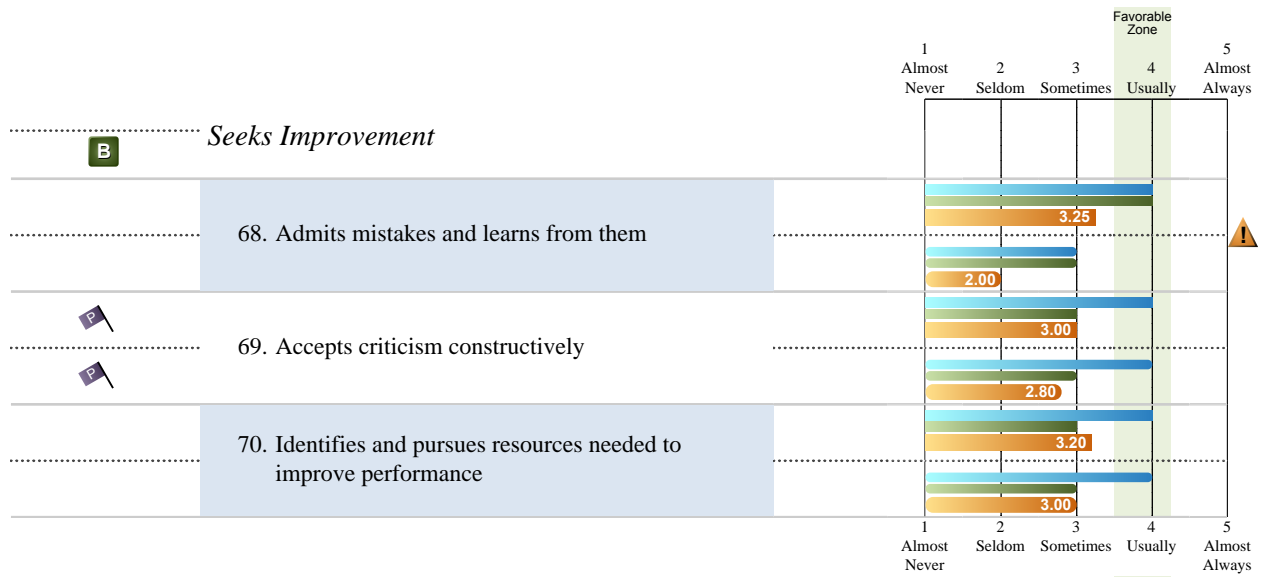 Favorable
Zone
1 2 3 4 5
Almost Never Seldom Sometimes Usually Almost Always
B
Seeks Improvement
68. Admits mistakes and learns from them
3.25
2.00
!
P
69. Accepts criticism constructively
3.00
P
2.80
70. Identifies and pursues resources needed to
improve performance
3.20
3.00
1 2 3 4 5
Almost Never Seldom Sometimes Usually Almost Always